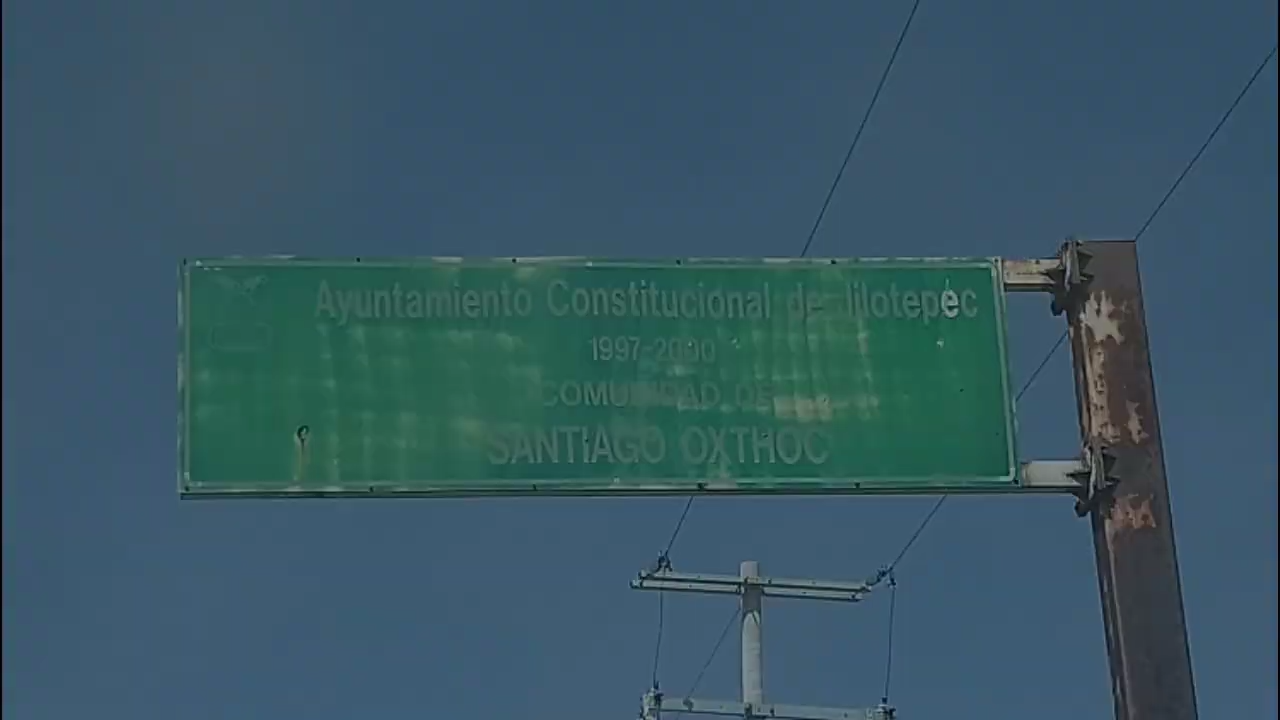 Ayuntamiento Constitucional de Jilotepec
1997-2000
COMUNIDAD DE
SANTIAGO OXTHOC